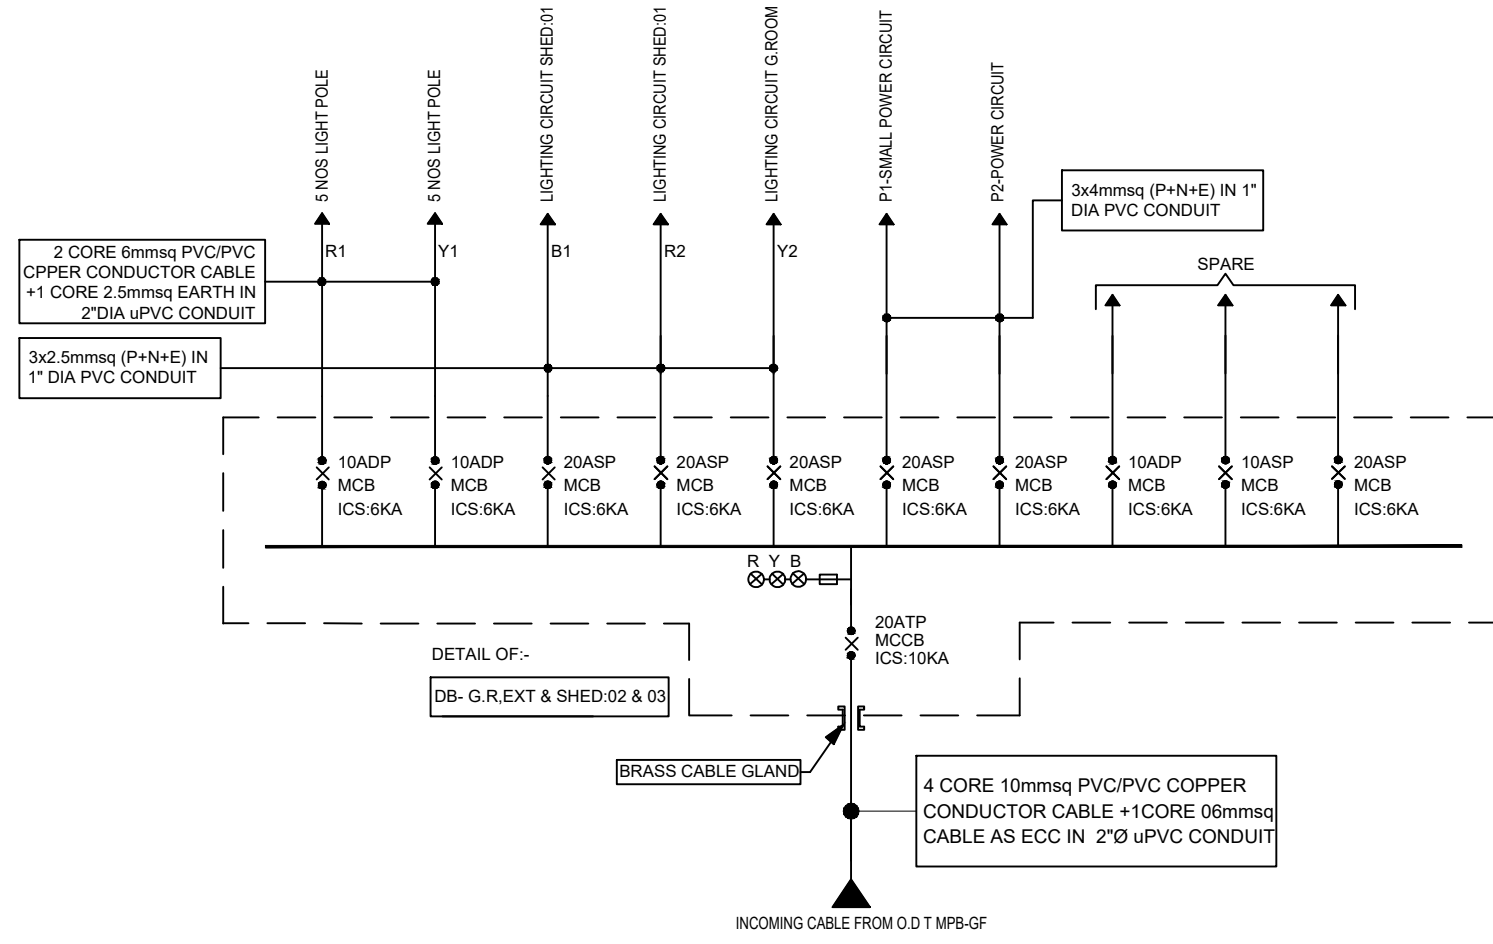 5 NOS LIGHT POLE
5 NOS LIGHT POLE
LIGHTING CIRCUIT SHED:01
LIGHTING CIRCUIT SHED:01
LIGHTING CIRCUIT G.ROOM
P1-SMALL POWER CIRCUIT
P2-POWER CIRCUIT
3x4mmsq (P+N+E) IN 1"
DIA PVC CONDUIT
R1
Y1
B1
R2
Y2
2 CORE 6mmsq PVC/PVC
CPPER CONDUCTOR CABLE
+1 CORE 2.5mmsq EARTH IN
2"DIA uPVC CONDUIT
SPARE
3x2.5mmsq (P+N+E) IN
1" DIA PVC CONDUIT
10ADP
MCB
ICS:6KA
10ADP
MCB
ICS:6KA
20ASP
MCB
ICS:6KA
20ASP
MCB
ICS:6KA
20ASP
MCB
ICS:6KA
20ASP
MCB
ICS:6KA
20ASP
MCB
ICS:6KA
10ADP
MCB
ICS:6KA
10ASP
MCB
ICS:6KA
20ASP
MCB
ICS:6KA
R Y B
20ATP
MCCB
ICS:10KA
DETAIL OF:-
DB- G.R,EXT & SHED:02 & 03
BRASS CABLE GLAND
4 CORE 10mmsq PVC/PVC COPPER
CONDUCTOR CABLE +1CORE 06mmsq
CABLE AS ECC IN 2"Ø uPVC CONDUIT
INCOMING CABLE FROM O.D T MPB-GF